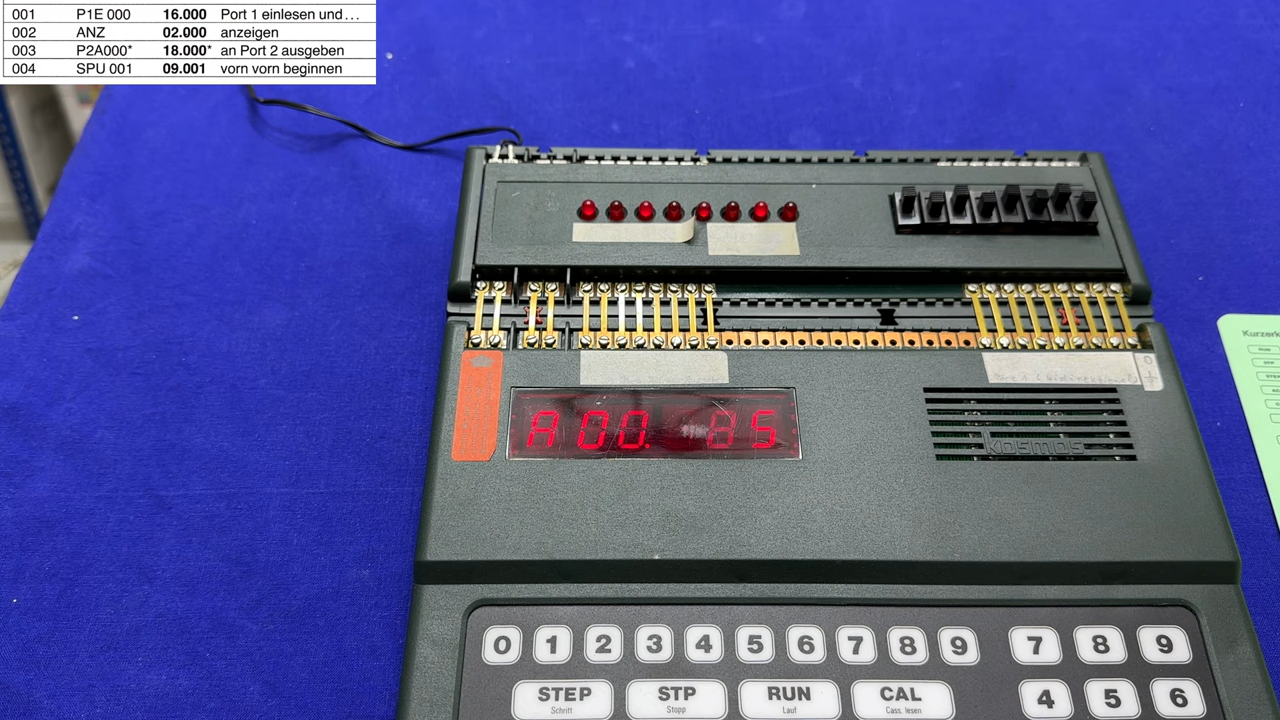 001 P1E 000 16.000 Port 1 einlesen und...
002 ANZ 02.000 anzeigen
003 P2A000* 18.000* an Port 2 ausgeben
004 SPU 001 09.001 vorn vorn beginnen
A 00. 85
kosmos
Kurzerk
0 1 2 3 4 5 6 7 8 9 7 8 9
STEP STP RUN CAL 4 5 6
Schritt Stopp Lauf Cass. lesen